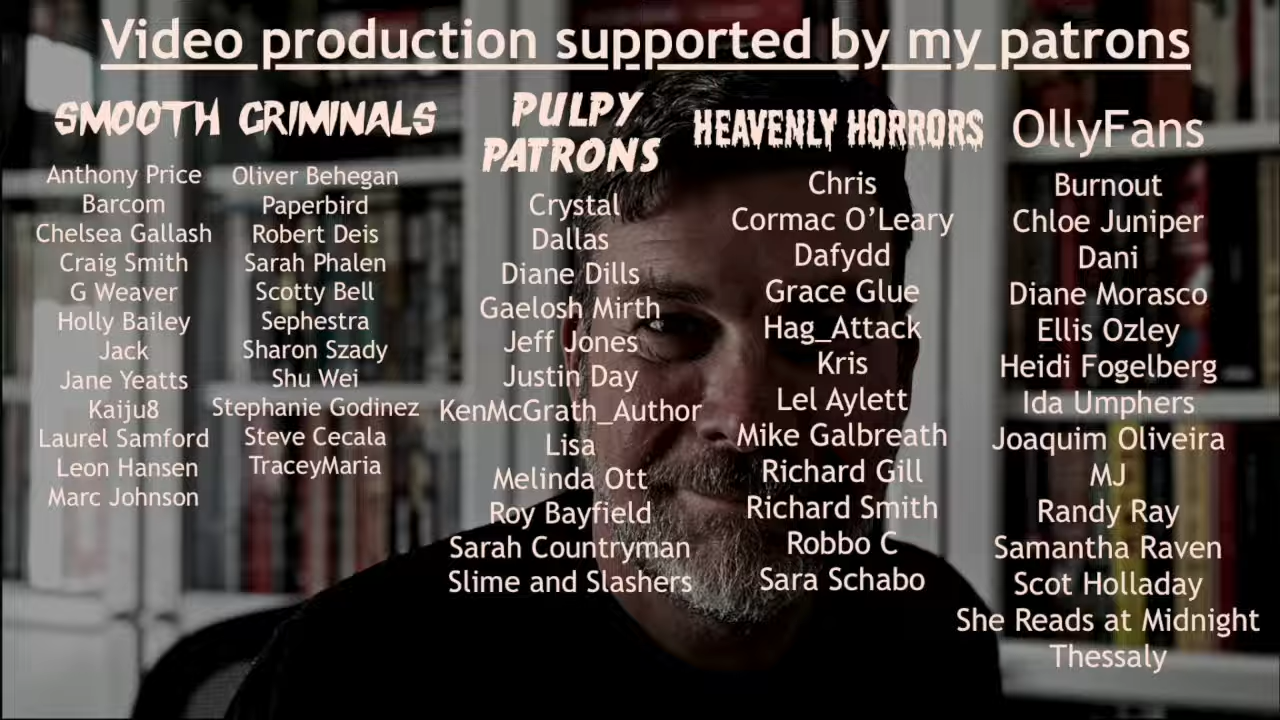 Video production supported by my patrons
SMOOTH CRIMINALS
Anthony Price
Barcom
Chelsea Gallash
Craig Smith
G Weaver
Holly Bailey
Jack
Jane Yeatts
Kaiju8
Laurel Samford
Leon Hansen
Marc Johnson
Oliver Behegan
Paperbird
Robert Deis
Sarah Phalen
Scotty Bell
Sephestra
Sharon Szady
Shu Wei
Stephanie Godinez
Steve Cecala
TraceyMaria
PULPY
PATRONS
Crystal
Dallas
Diane Dills
Gaelosh Mirth
Jeff Jones
Justin Day
KenMcGrath_Author
Lisa
Melinda Ott
Roy Bayfield
Sarah Countryman
Slime and Slashers
HEAVENLY HORRORS
Chris
Cormac O’Leary
Dafydd
Grace Glue
Hag_Attack
Kris
Lel Aylett
Mike Galbreath
Richard Gill
Richard Smith
Robbo C
Sara Schabo
OllyFans
Burnout
Chloe Juniper
Dani
Diane Morasco
Ellis Ozley
Heidi Fogelberg
Ida Umphers
Joaquim Oliveira
MJ
Randy Ray
Samantha Raven
Scot Holladay
She Reads at Midnight
Thessaly